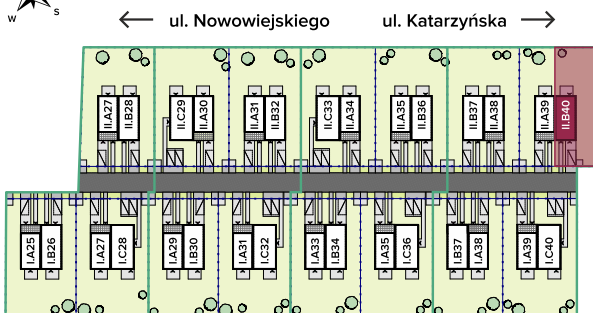 W S
ul. Nowowiejskiego ul. Katarzyńska
II.A27 II.B28 II.C29 II.A30 II.A31 II.B32 II.C33 II.A34 II.A35 II.B36 II.B37 II.A38 II.A39 II.B40
I.A25 I.B26 I.A27 I.C28 I.A29 I.B30 I.A31 I.C32 I.A33 I.B34 I.A35 I.C36 I.B37 I.A38 I.A39 I.C40